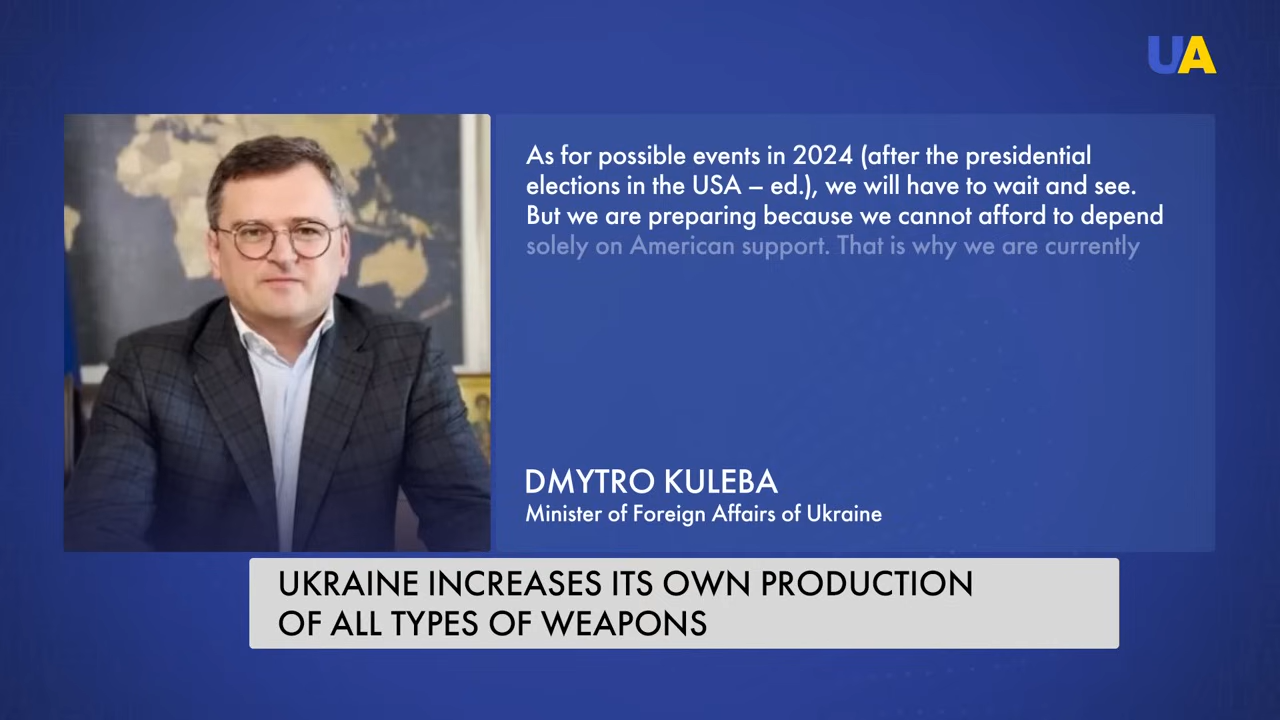 UA
As for possible events in 2024 (after the presidential
elections in the USA – ed.), we will have to wait and see.
But we are preparing because we cannot afford to depend
solely on American support. That is why we are currently
DMYTRO KULEBA
Minister of Foreign Affairs of Ukraine
UKRAINE INCREASES ITS OWN PRODUCTION
OF ALL TYPES OF WEAPONS